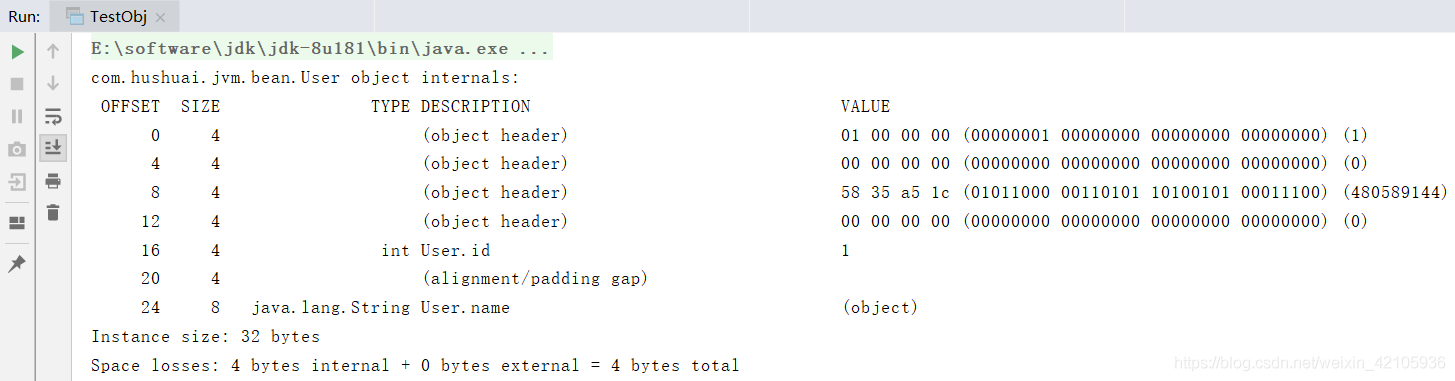 Run: TestObj
E:\software\jdk\jdk-8u181\bin\java.exe ...
com.hushuai.jvm.bean.User object internals:
OFFSET SIZE TYPE DESCRIPTION VALUE
0 4 (object header) 01 00 00 00 (00000001 00000000 00000000 00000000) (1)
4 4 (object header) 00 00 00 00 (00000000 00000000 00000000 00000000) (0)
8 4 (object header) 58 35 a5 1c (01011000 00110101 10100101 00011100) (480589144)
12 4 (object header) 00 00 00 00 (00000000 00000000 00000000 00000000) (0)
16 4 int User.id 1
20 4 (alignment/padding gap)
24 8 java.lang.String User.name (object)
Instance size: 32 bytes
Space losses: 4 bytes internal + 0 bytes external = 4 bytes total
https://blog.csdn.net/weixin_42105936